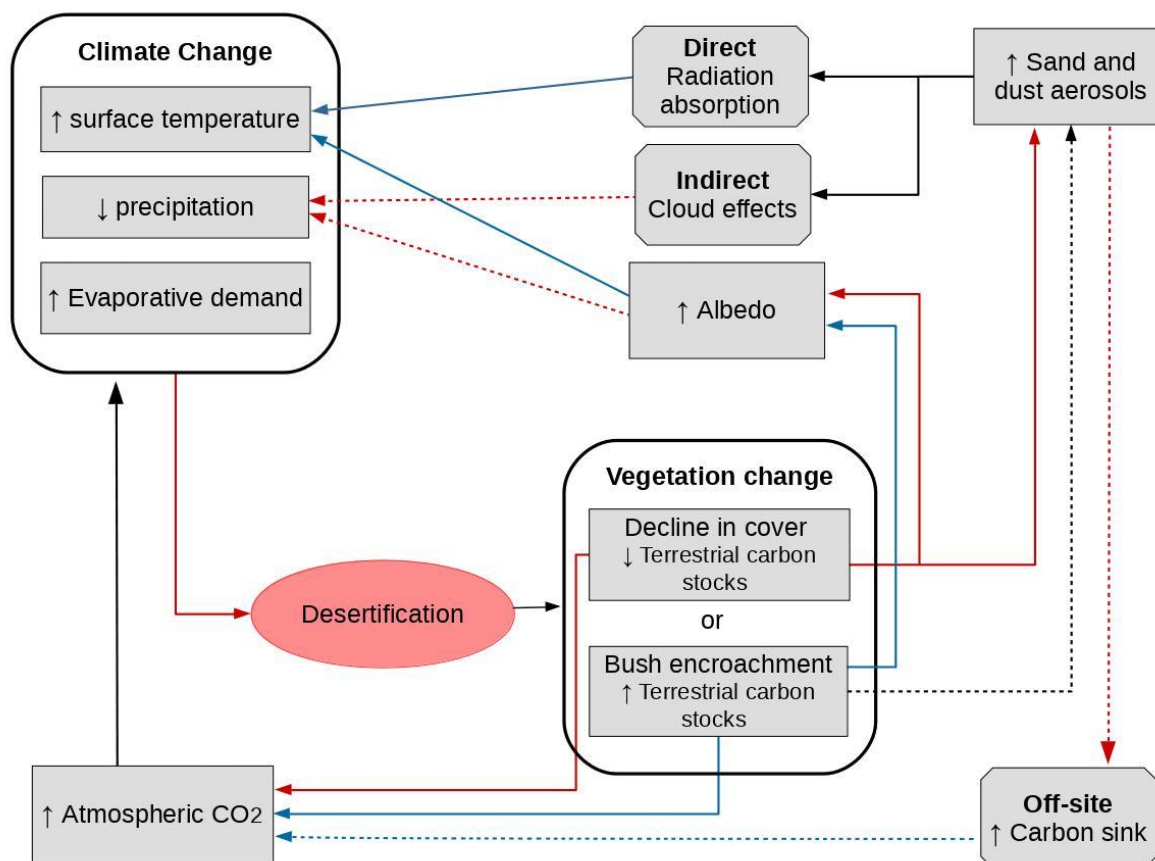 Climate Change
↑ surface temperature
↓ precipitation
↑ Evaporative demand
Direct
Radiation
absorption
Indirect
Cloud effects
↑ Albedo
↑ Sand and
dust aerosols
Vegetation change
Decline in cover
↓ Terrestrial carbon
stocks
or
Bush encroachment
↑ Terrestrial carbon
stocks
Desertification
↑ Atmospheric CO2
Off-site
↑ Carbon sink